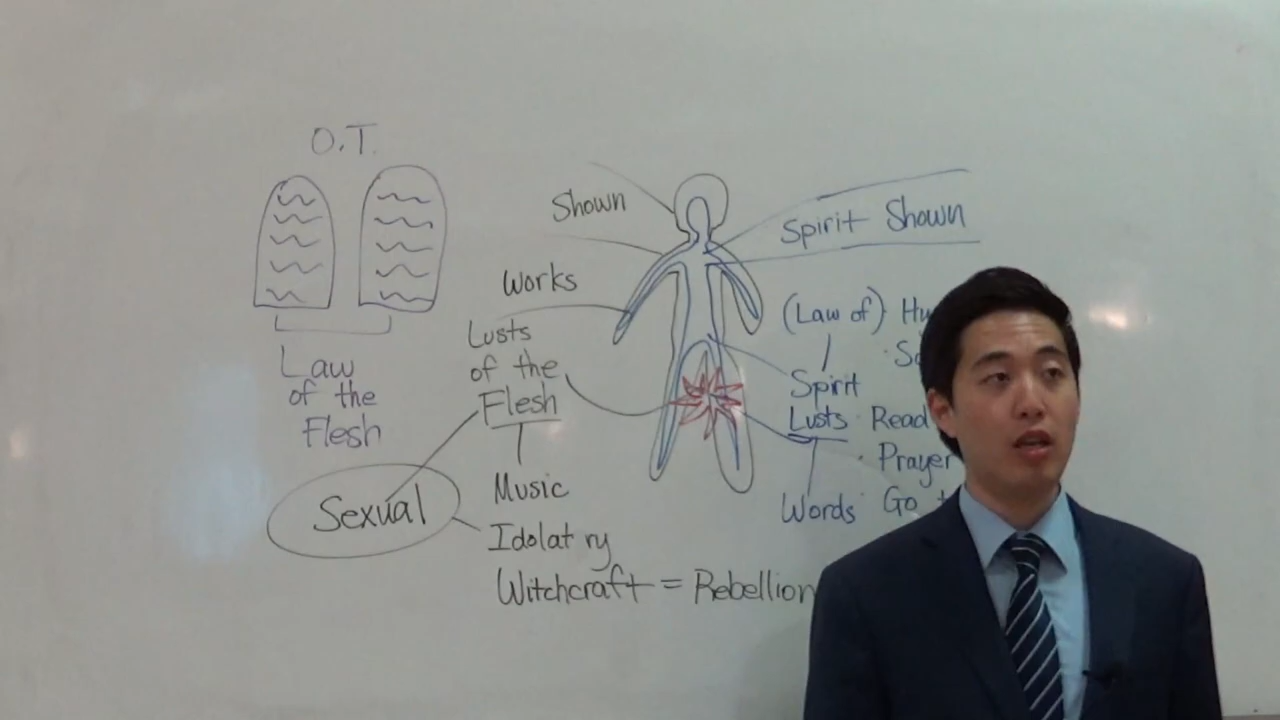 O.T.
Law
of the
Flesh
Shown
Works
Lusts
of the
Flesh
Sexual
Music
Idolatry
Witchcraft = Rebellion
Spirit Shown
(Law of)
Spirit
Lusts · Read
· Prayer
Words · Go